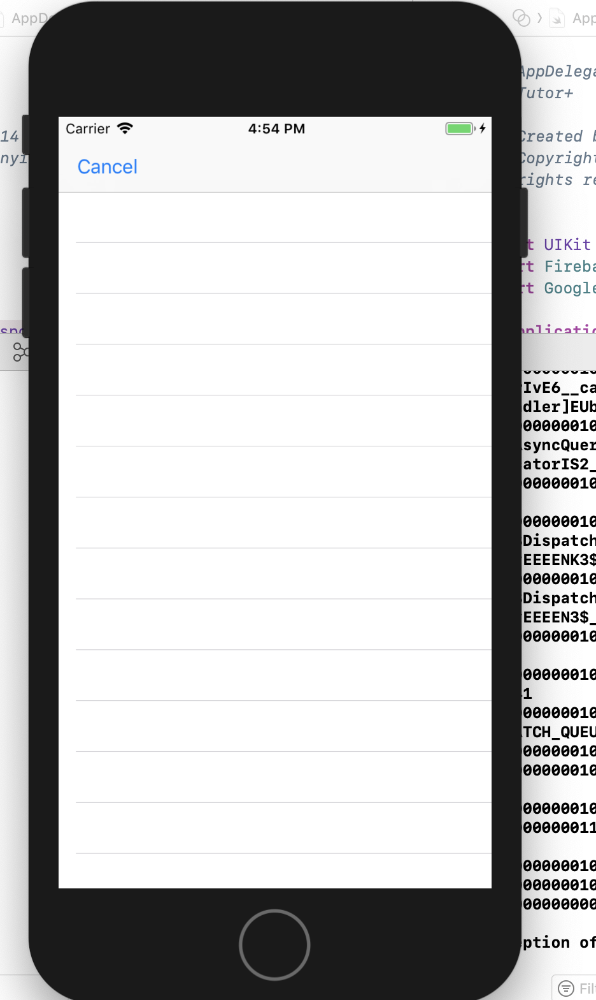 AppDe
App
AppDelega
Tutor+
14
Created b
nyi
Copyright
rights re
Carrier
4:54 PM
Cancel
t UIKit
rt Fireba
rt Google
IvE6__ca
dler]EUb
00000010
syncQuer
atorIS2_
00000010
00000010
Dispatch
EEEENK3$
00000010
Dispatch
EEEEN3$_
00000010
00000010
1
00000010
TCH_QUEU
00000010
00000010
00000010
00000011
00000010
00000010
00000000
ption of
Fil